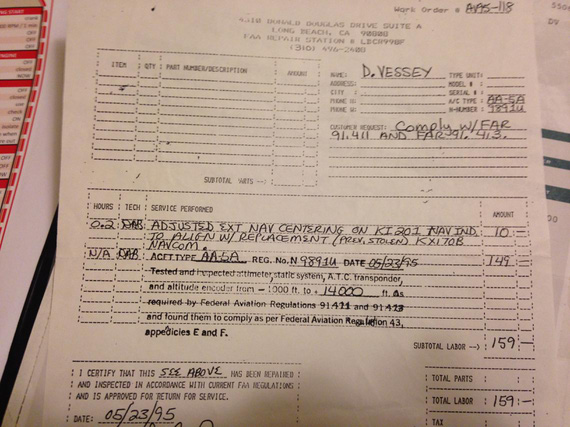 Work Order # AA95-118
4310 DONALD DOUGLAS DRIVE SUITE A
LONG BEACH, CA 90808
FAA REPAIR STATION # LDCR998F
(310) 496-2608
ITEM QTY PART NUMBER/DESCRIPTION AMOUNT
NAME: D. VESSEY TYPE UNIT:
ADDRESS: MODEL #
CITY : SERIAL #
PHONE A/C TYPE : AA-5A
PHONE N-NUMBER : 9891U
CUSTOMER REQUEST: Comply W/FAR
91.411 AND FAR 91.413.
SUBTOTAL PARTS -->
HOURS TECH SERVICE PERFORMED AMOUNT
0.2 DAB ADJUSTED EXT NAV CENTERING ON KI201 NAV IND. 10 -
TO ALIGN W/ REPLACEMENT (PREV. STOLEN) KX170B
NAVCOM.
N/A DAB ACFT TYPE AA-5A REG. No. N9891U DATE 05/23/95 149 -
Tested and inspected altimeter, static system, A.T.C. transponder,
and altitude encoder from -1000 ft. to +14000 ft. As
required by Federal Aviation Regulations 91.411 and 91.413
and found them to comply as per Federal Aviation Regulation 43,
appedicies E and F.
SUBTOTAL LABOR --> 159 -
I CERTIFY THAT THIS SEE ABOVE HAS BEEN REPAIRED
AND INSPECTED IN ACCORDANCE WITH CURRENT FAA REGULATIONS
AND IS APPROVED FOR RETURN FOR SERVICE.
DATE: 05/23/95
TOTAL PARTS
TOTAL LABOR 159 -
TAX